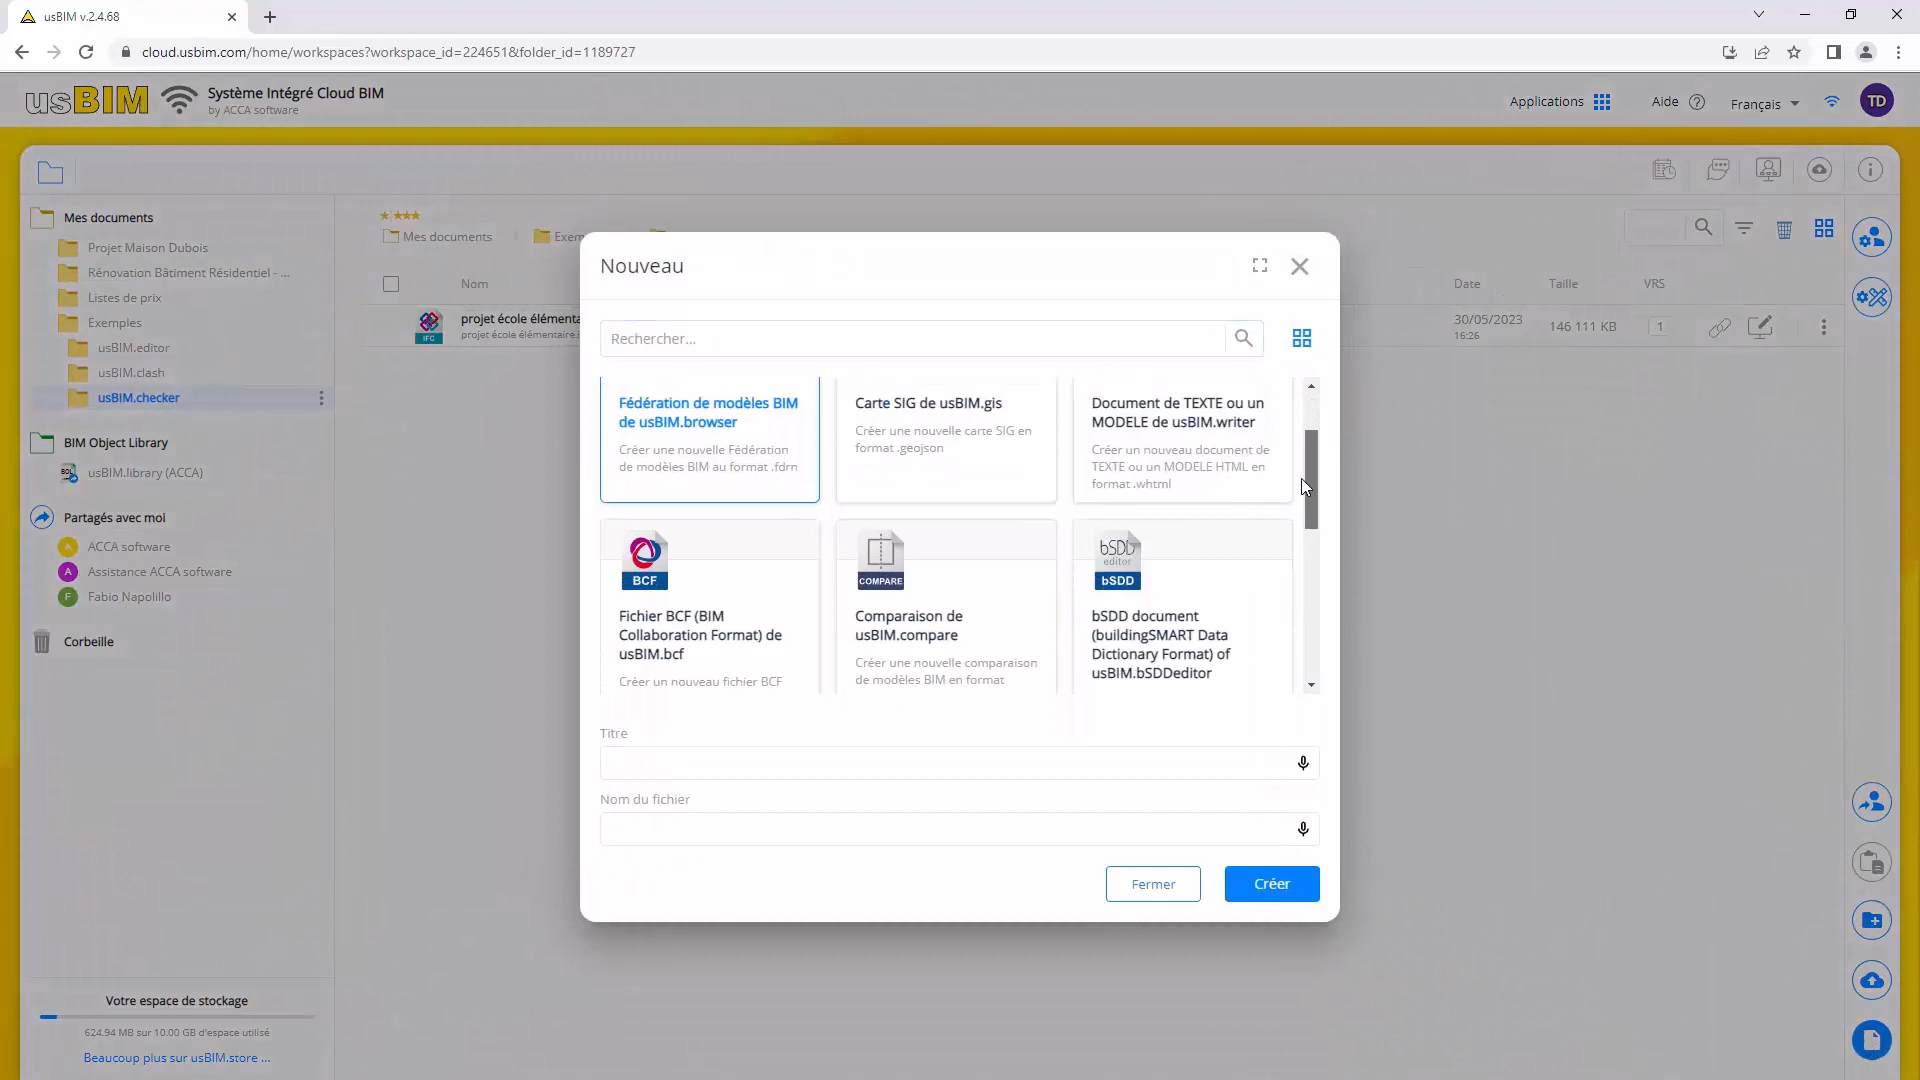 usBIM v.2.4.68
cloud.usbim.com/home/workspaces?workspace_id=224651&folder_id=1189727
usBIM
Système Intégré Cloud BIM
by ACCA software
Applications
Aide
Français
TD
Mes documents
Projet Maison Dubois
Rénovation Bâtiment Résidentiel - ...
Listes de prix
Exemples
usBIM.editor
usBIM.clash
usBIM.checker
BIM Object Library
usBIM.library (ACCA)
Partagés avec moi
A ACCA software
A Assistance ACCA software
F Fabio Napolillo
Corbeille
Votre espace de stockage
624.94 MB sur 10.00 GB d'espace utilisé
Beaucoup plus sur usBIM.store ...
Mes documents
Exem
Nom
Date
Taille
VRS
IFC
projet école élémenta
projet école élémentaire.
30/05/2023
16:26
146 111 KB
1
Nouveau
Rechercher...
Fédération de modèles BIM
de usBIM.browser
Créer une nouvelle Fédération
de modèles BIM au format .fdrn
Carte SIG de usBIM.gis
Créer une nouvelle carte SIG en
format .geojson
Document de TEXTE ou un
MODELE de usBIM.writer
Créer un nouveau document de
TEXTE ou un MODELE HTML en
format .whtml
BCF
Fichier BCF (BIM
Collaboration Format) de
usBIM.bcf
Créer un nouveau fichier BCF
COMPARE
Comparaison de
usBIM.compare
Créer une nouvelle comparaison
de modèles BIM en format
bSDD
editor
bSDD
bSDD document
(buildingSMART Data
Dictionary Format) of
usBIM.bSDDeditor
Titre
Nom du fichier
Fermer
Créer